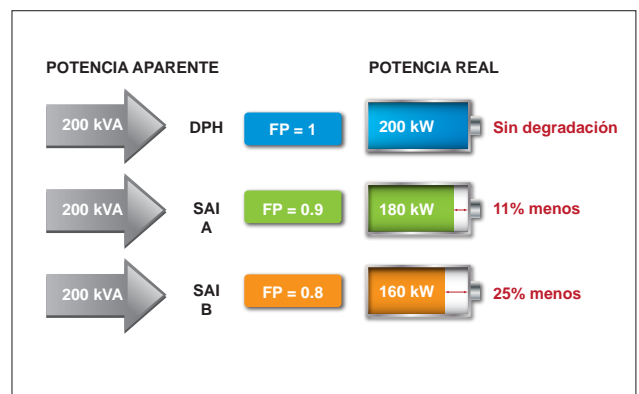 POTENCIA APARENTE
POTENCIA REAL
200 kVA
DPH
FP = 1
200 kW
Sin degradación
200 kVA
SAI
A
FP = 0.9
180 kW
11% menos
200 kVA
SAI
B
FP = 0.8
160 kW
25% menos